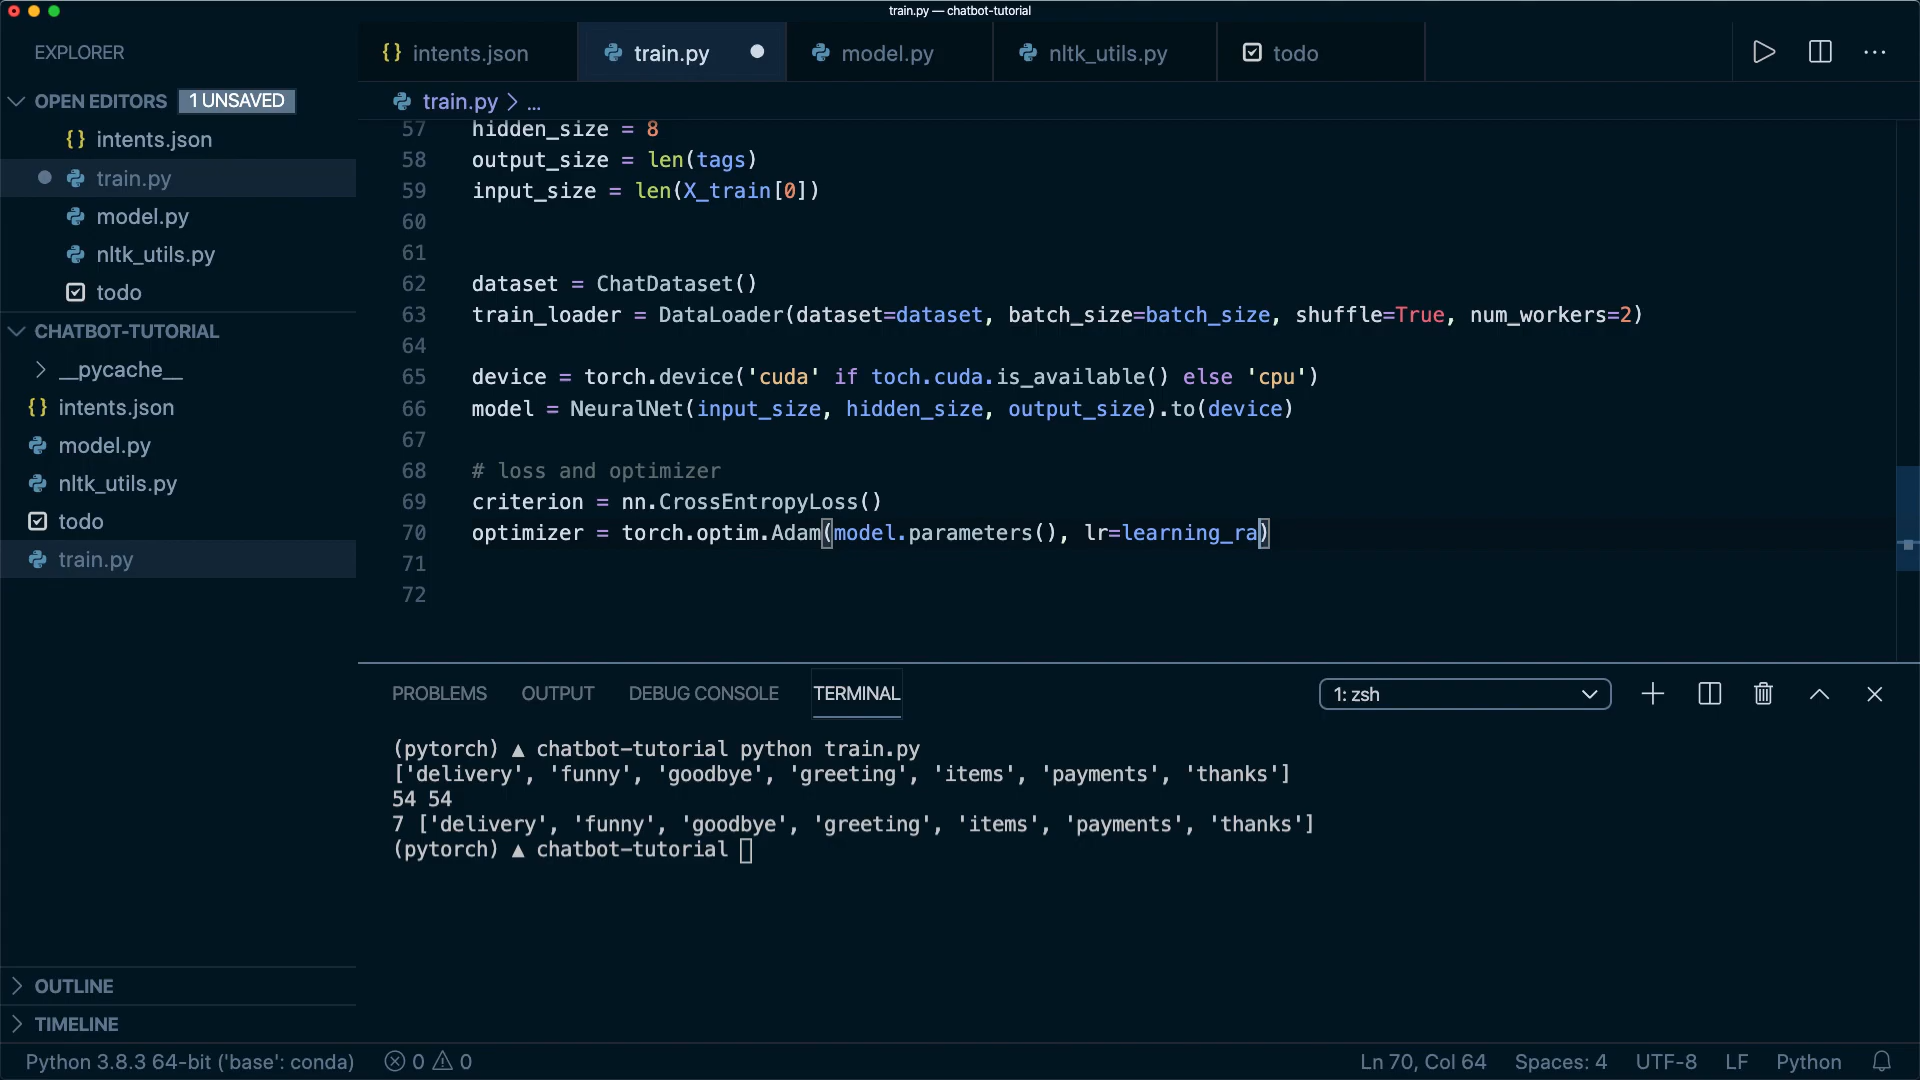 train.py — chatbot-tutorial
EXPLORER
OPEN EDITORS 1 UNSAVED
{} intents.json
train.py
model.py
nltk_utils.py
todo
CHATBOT-TUTORIAL
__pycache__
{} intents.json
model.py
nltk_utils.py
todo
train.py
OUTLINE
TIMELINE
{} intents.json train.py model.py nltk_utils.py todo
train.py > ...
57 hidden_size = 8
58 output_size = len(tags)
59 input_size = len(X_train[0])
60
61
62 dataset = ChatDataset()
63 train_loader = DataLoader(dataset=dataset, batch_size=batch_size, shuffle=True, num_workers=2)
64
65 device = torch.device('cuda' if toch.cuda.is_available() else 'cpu')
66 model = NeuralNet(input_size, hidden_size, output_size).to(device)
67
68 # loss and optimizer
69 criterion = nn.CrossEntropyLoss()
70 optimizer = torch.optim.Adam(model.parameters(), lr=learning_ra)
71
72
PROBLEMS OUTPUT DEBUG CONSOLE TERMINAL 1: zsh
(pytorch) ▲ chatbot-tutorial python train.py
['delivery', 'funny', 'goodbye', 'greeting', 'items', 'payments', 'thanks']
54 54
7 ['delivery', 'funny', 'goodbye', 'greeting', 'items', 'payments', 'thanks']
(pytorch) ▲ chatbot-tutorial
Python 3.8.3 64-bit ('base': conda) 0 0 Ln 70, Col 64 Spaces: 4 UTF-8 LF Python